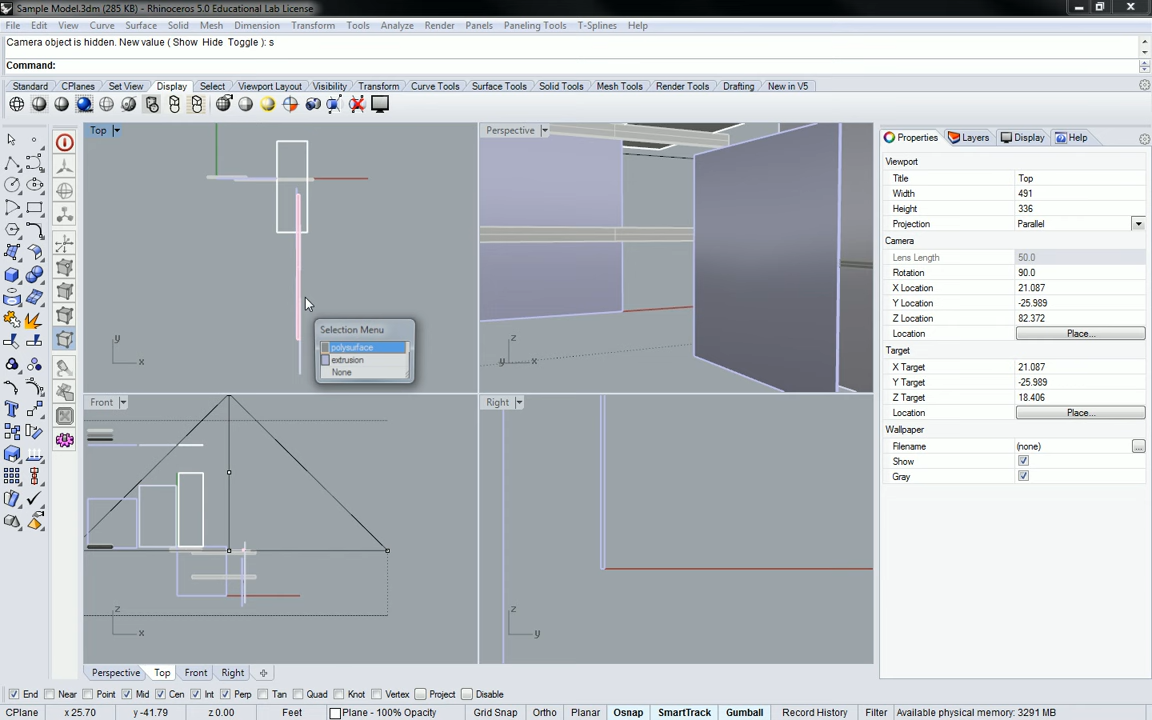 Sample Model.3dm (285 KB) - Rhinoceros 5.0 Educational Lab License
File Edit View Curve Surface Solid Mesh Dimension Transform Tools Analyze Render Panels Paneling Tools T-Splines Help
Camera object is hidden. New value ( Show Hide Toggle ): s
Command:
Standard CPlanes Set View Display Select Viewport Layout Visibility Transform Curve Tools Surface Tools Solid Tools Mesh Tools Render Tools Drafting New in V5
Top
Perspective
Properties Layers Display Help
Viewport
Title Top
Width 491
Height 336
Projection Parallel
Camera
Lens Length 50.0
Rotation 90.0
X Location 21.087
Y Location -25.989
Z Location 82.372
Location Place...
Target
X Target 21.087
Y Target -25.989
Z Target 18.406
Location Place...
Wallpaper
Filename (none)
Show
Gray
Selection Menu
polysurface
extrusion
None
y
x
z
y x
Front
Right
z
x
z
y
Perspective Top Front Right
End Near Point Mid Cen Int Perp Tan Quad Knot Vertex Project Disable
CPlane x 25.70 y -41.79 z 0.00 Feet Plane - 100% Opacity Grid Snap Ortho Planar Osnap SmartTrack Gumball Record History Filter Available physical memory: 3291 MB